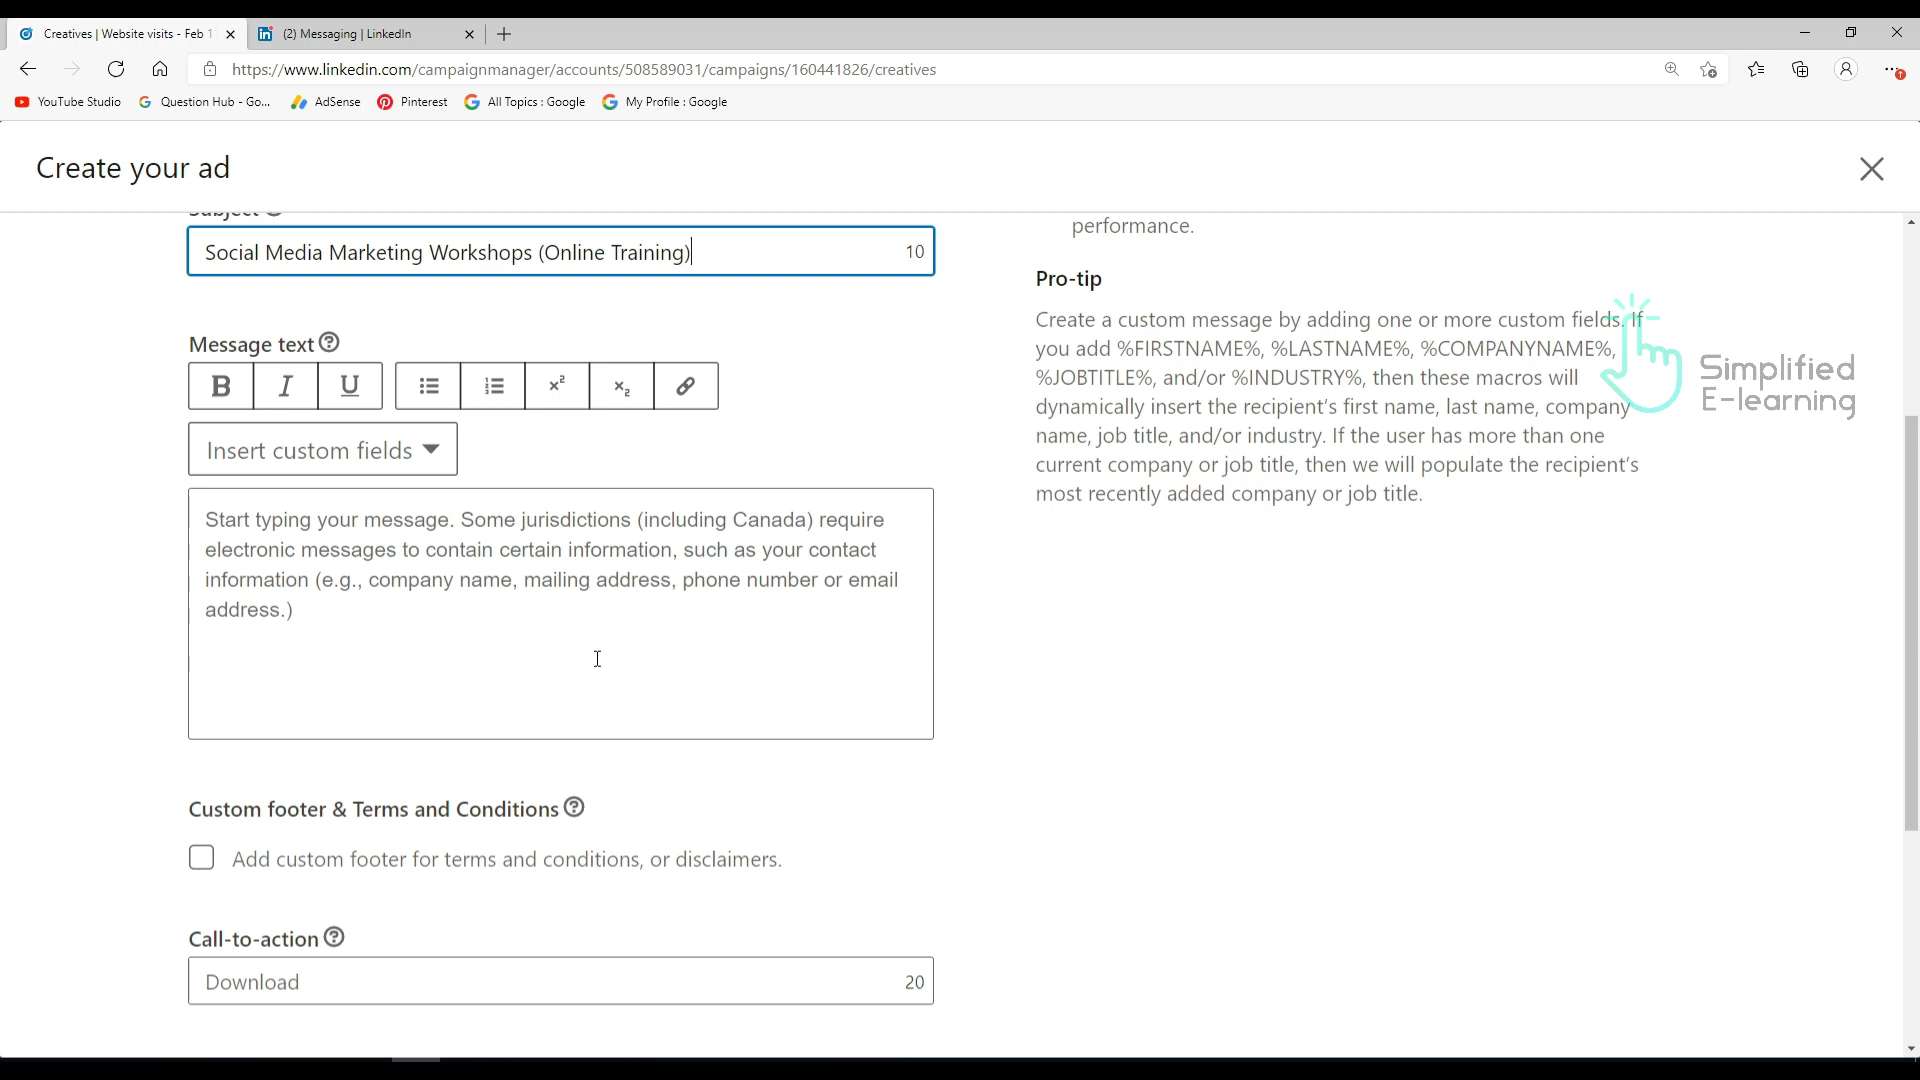 Creatives | Website visits - Feb 1
(2) Messaging | LinkedIn
https://www.linkedin.com/campaignmanager/accounts/508589031/campaigns/160441826/creatives
YouTube Studio
Question Hub - Go...
AdSense
Pinterest
All Topics : Google
My Profile : Google
Create your ad
Subject
Social Media Marketing Workshops (Online Training)
10
Message text
B I U
x² x₂
Insert custom fields
Start typing your message. Some jurisdictions (including Canada) require
electronic messages to contain certain information, such as your contact
information (e.g., company name, mailing address, phone number or email
address.)
Custom footer & Terms and Conditions
Add custom footer for terms and conditions, or disclaimers.
Call-to-action
Download
20
performance.
Pro-tip
Create a custom message by adding one or more custom fields. If
you add %FIRSTNAME%, %LASTNAME%, %COMPANYNAME%,
%JOBTITLE%, and/or %INDUSTRY%, then these macros will
dynamically insert the recipient's first name, last name, company
name, job title, and/or industry. If the user has more than one
current company or job title, then we will populate the recipient's
most recently added company or job title.
Simplified
E-learning